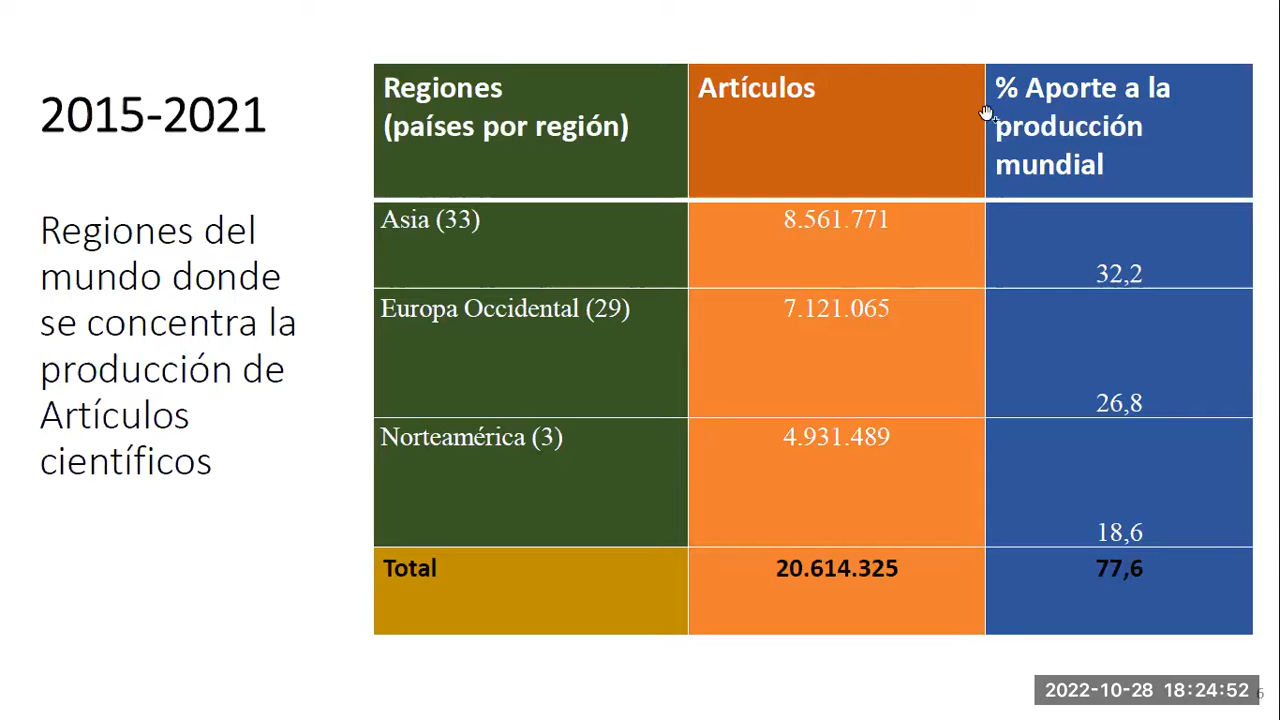 2015-2021
Regiones del
mundo donde
se concentra la
producción de
Artículos
científicos
Regiones
(países por región)
Artículos
% Aporte a la
producción
mundial
Asia (33)
8.561.771
32,2
Europa Occidental (29)
7.121.065
26,8
Norteamérica (3)
4.931.489
18,6
Total
20.614.325
77,6
2022-10-28 18:24:52
6